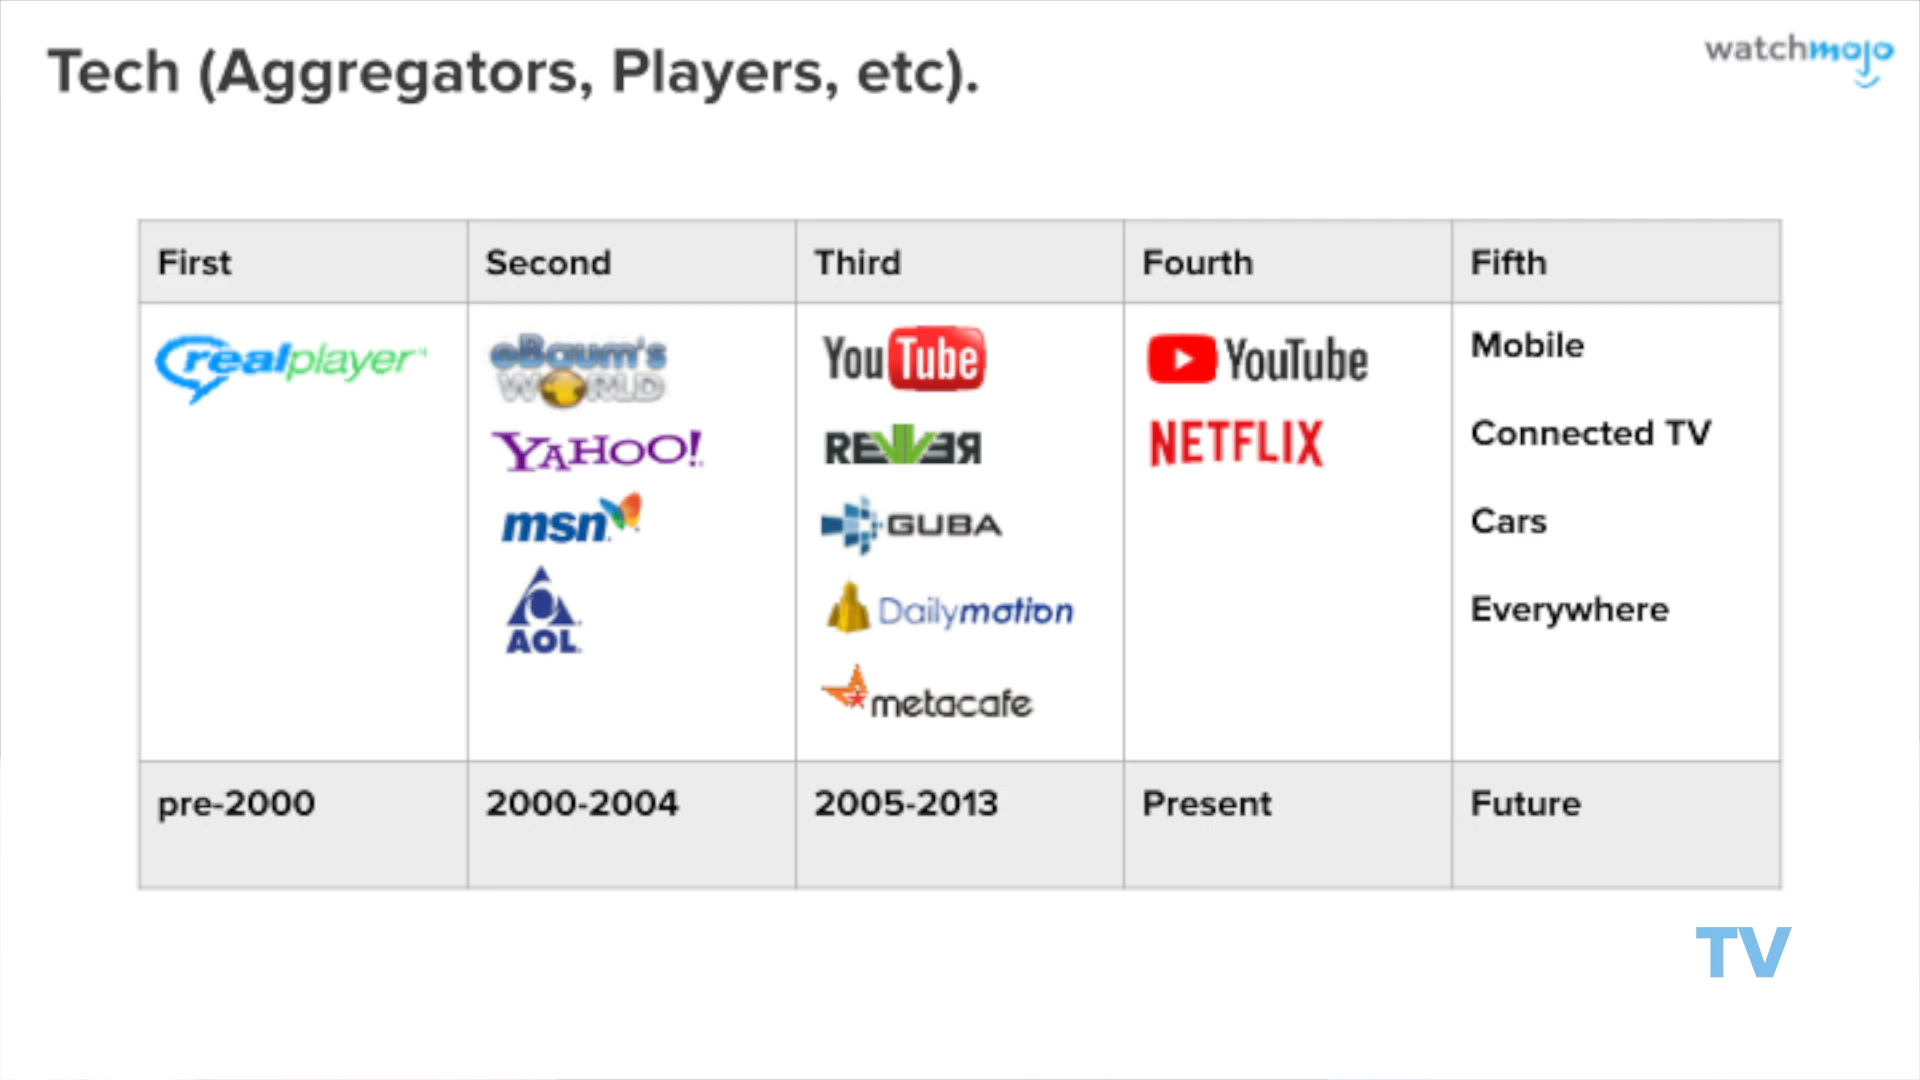 Tech (Aggregators, Players, etc).
watchmojo
First
Second
Third
Fourth
Fifth
realplayer™
eBaum's
WORLD
YAHOO!
msn
AOL
YouTube
REVVER
GUBA
Dailymotion
metacafe
YouTube
NETFLIX
Mobile
Connected TV
Cars
Everywhere
pre-2000
2000-2004
2005-2013
Present
Future
TV